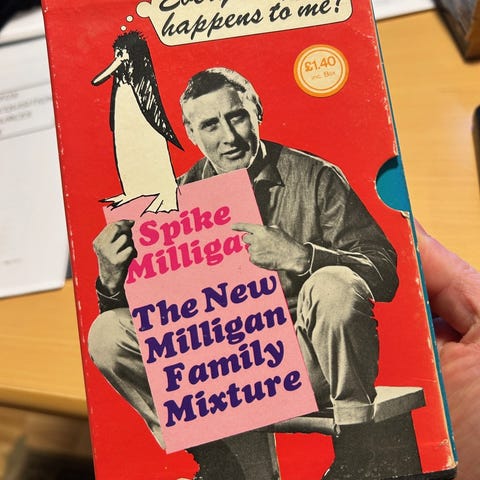 happens to me!
£1.40
inc. Box
Spike
Milliga
The New
Milligan
Family
Mixture